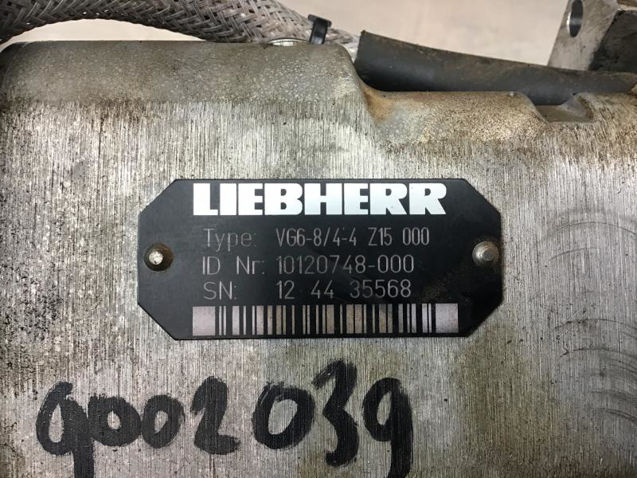 LIEBHERR
Type: VG6-8/4-4 Z15 000
ID Nr: 10120748-000
SN: 12 44 35568
9002039